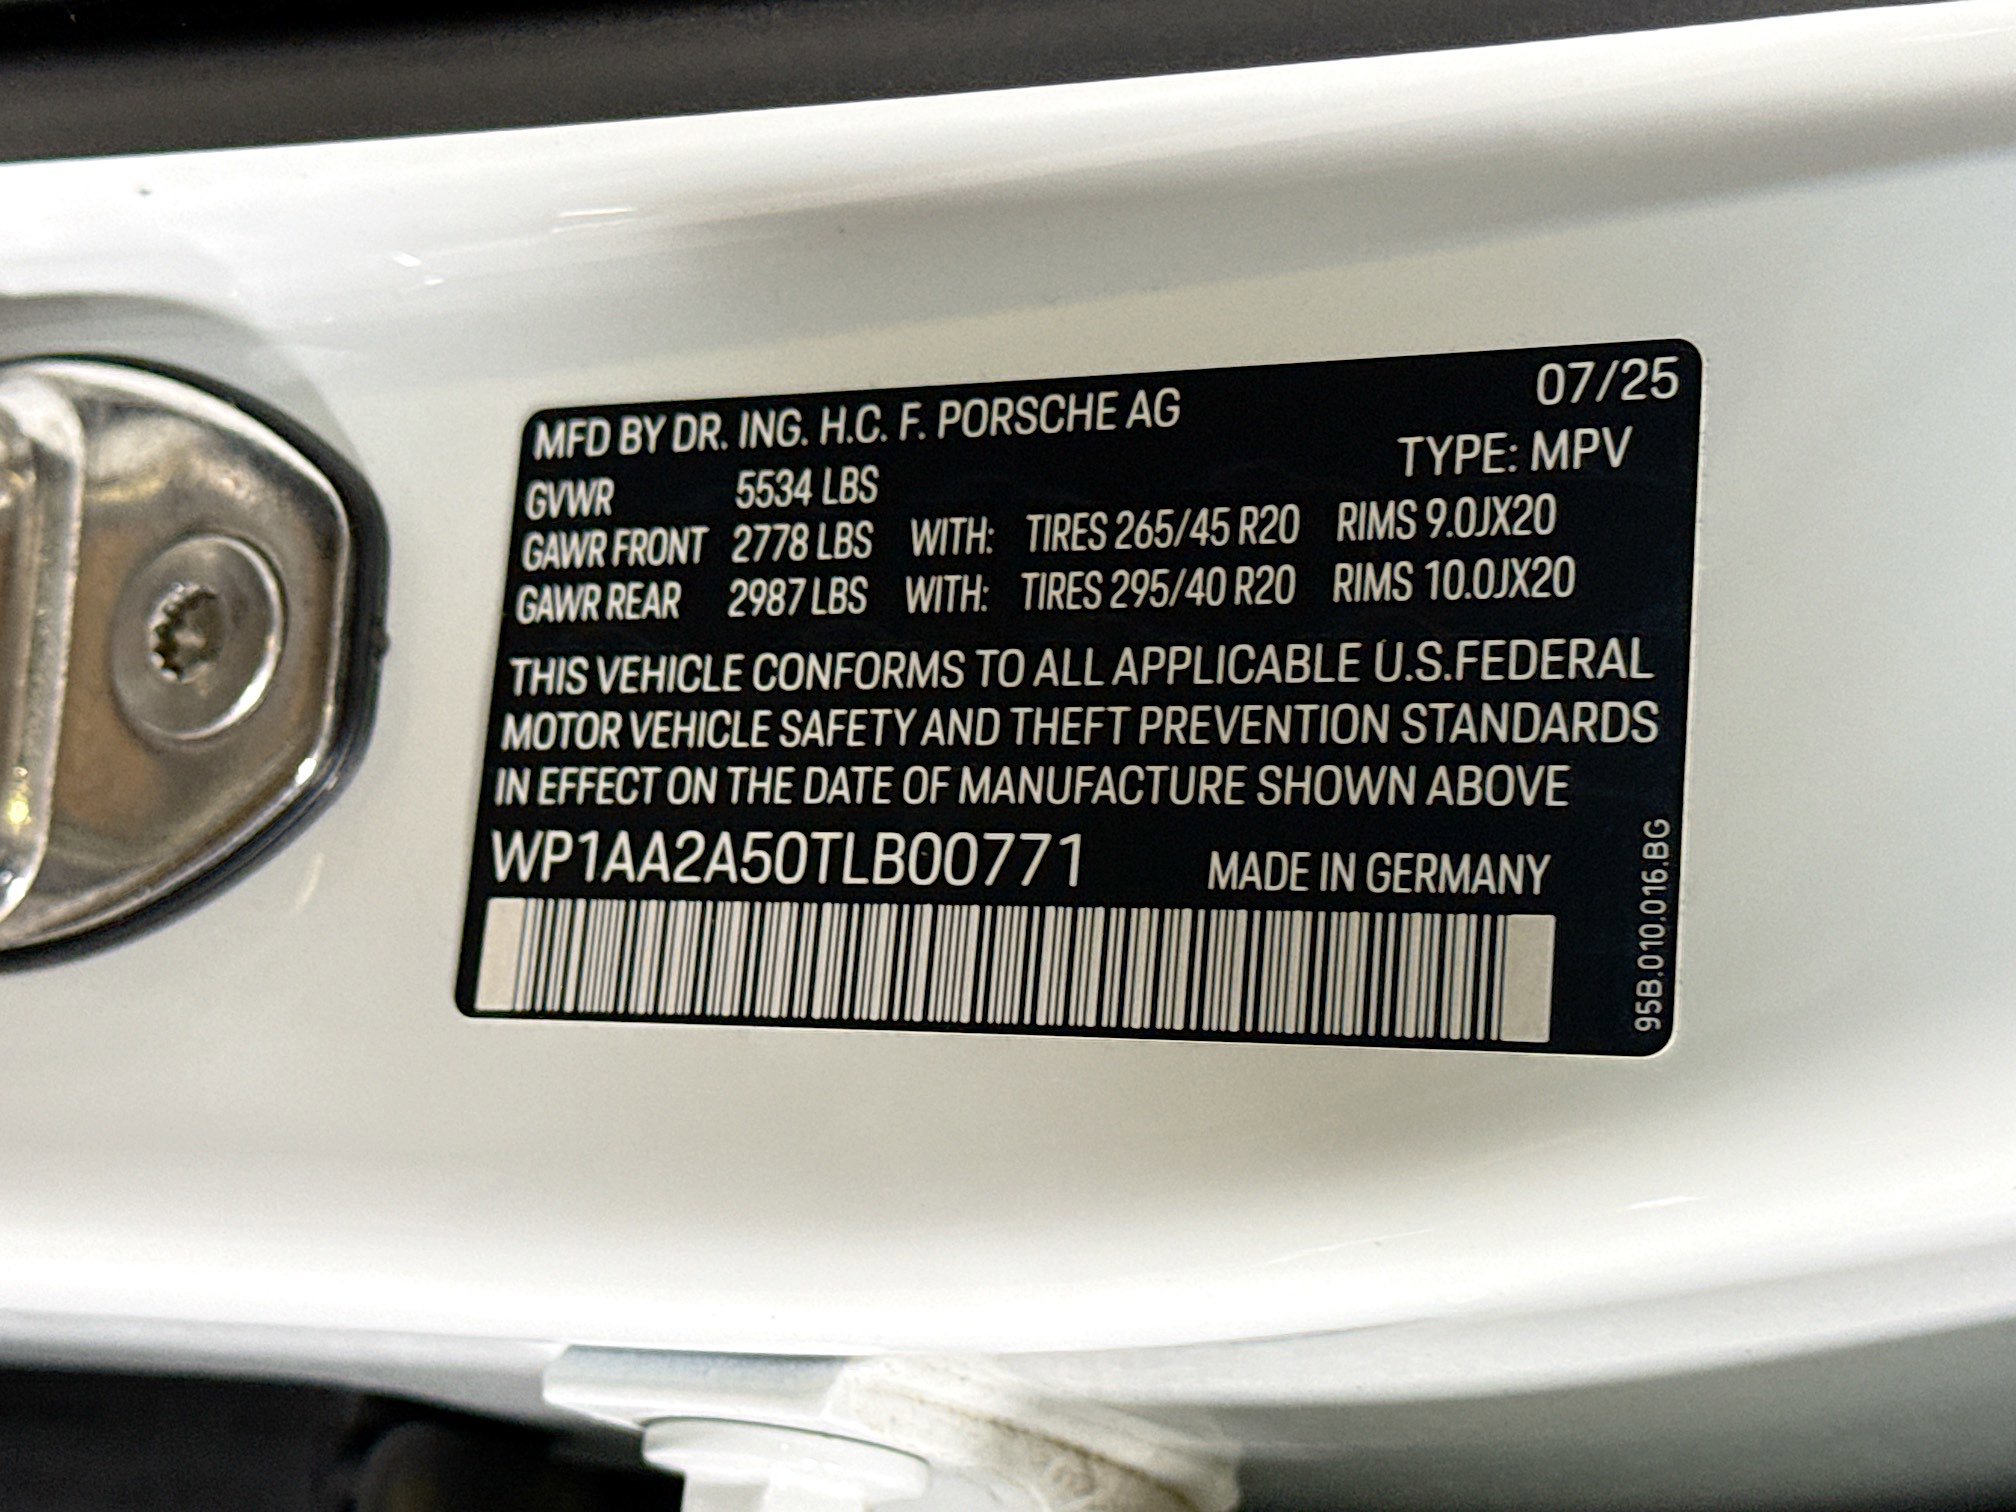 MFD BY DR. ING. H.C. F. PORSCHE AG 07/25
TYPE: MPV
GVWR 5534 LBS
GAWR FRONT 2778 LBS WITH: TIRES 265/45 R20 RIMS 9.0JX20
GAWR REAR 2987 LBS WITH: TIRES 295/40 R20 RIMS 10.0JX20
THIS VEHICLE CONFORMS TO ALL APPLICABLE U.S.FEDERAL
MOTOR VEHICLE SAFETY AND THEFT PREVENTION STANDARDS
IN EFFECT ON THE DATE OF MANUFACTURE SHOWN ABOVE
WP1AA2A50TLB00771 MADE IN GERMANY
95B.010.016.BG